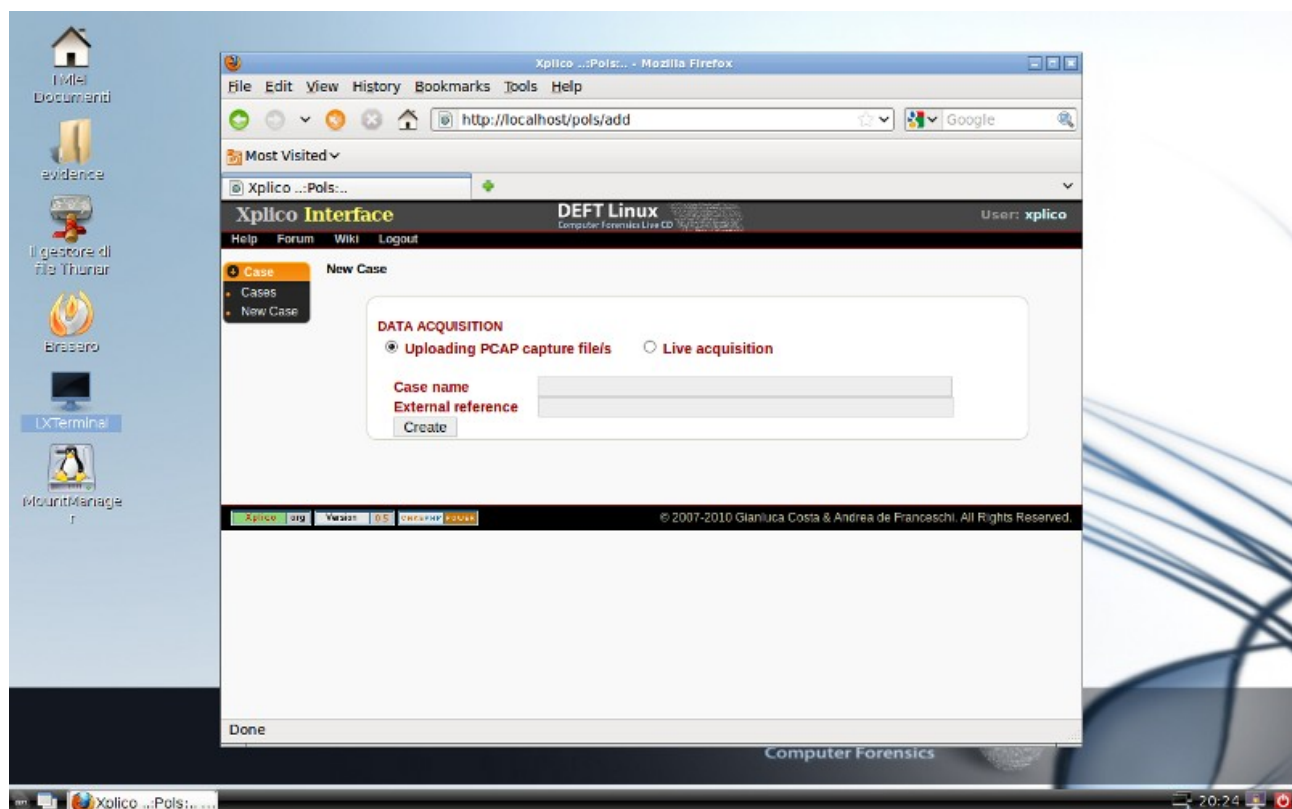 I Miei
Documenti
evidence
Il gestore di
file Thunar
Brasero
LXTerminal
MountManage
r
Xplico ..:Pols:.. - Mozilla Firefox
File Edit View History Bookmarks Tools Help
http://localhost/pols/add
Google
Most Visited
Xplico ..:Pols:..
Xplico Interface
DEFT Linux
Computer Forensics Live CD
User: xplico
Help Forum Wiki Logout
Case
Cases
New Case
New Case
DATA ACQUISITION
Uploading PCAP capture file/s
Live acquisition
Case name
External reference
Create
Xplico org
Version 0.5
CAKEPHP POWER
© 2007-2010 Gianluca Costa & Andrea de Franceschi. All Rights Reserved.
Done
Computer Forensics
Xplico ..:Pols:.. ...
20:24